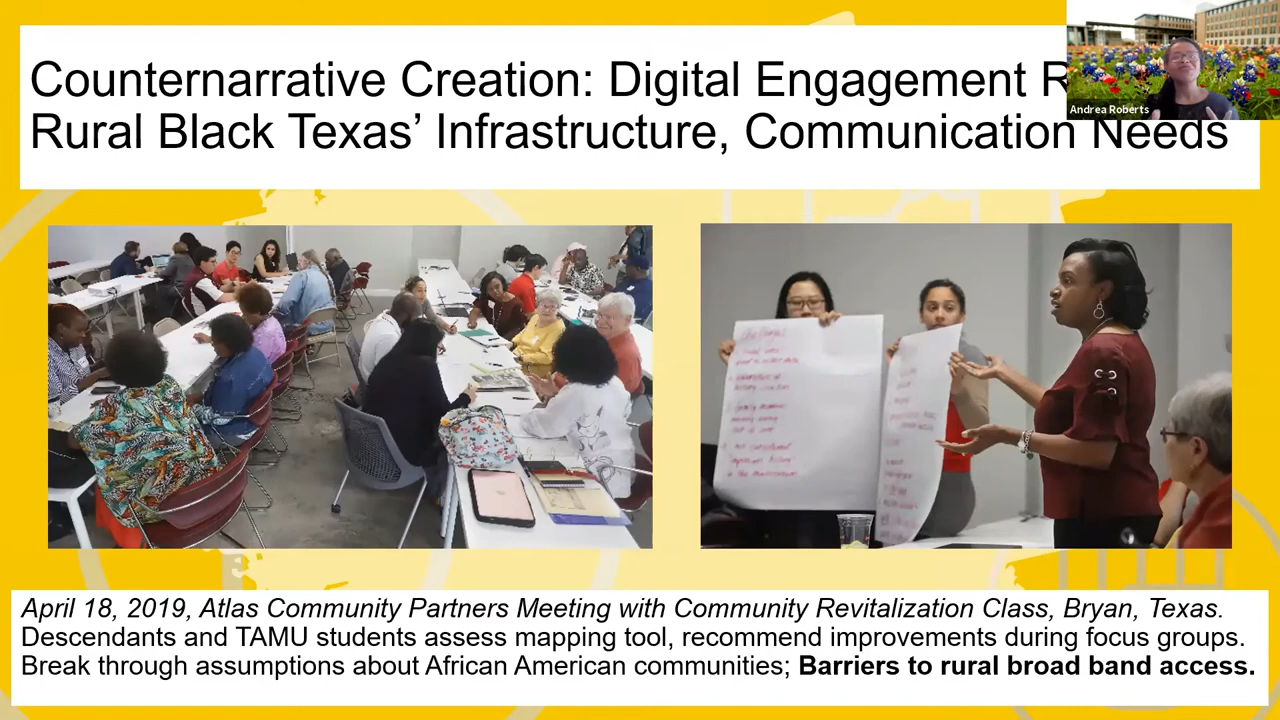 Counternarrative Creation: Digital Engagement R
Rural Black Texas’ Infrastructure, Communication Needs
Andrea Roberts
April 18, 2019, Atlas Community Partners Meeting with Community Revitalization Class, Bryan, Texas.
Descendants and TAMU students assess mapping tool, recommend improvements during focus groups.
Break through assumptions about African American communities; Barriers to rural broad band access.